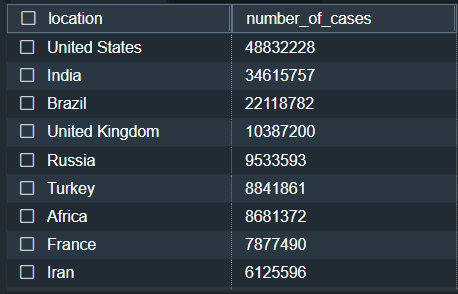 location number_of_cases
United States 48832228
India 34615757
Brazil 22118782
United Kingdom 10387200
Russia 9533593
Turkey 8841861
Africa 8681372
France 7877490
Iran 6125596